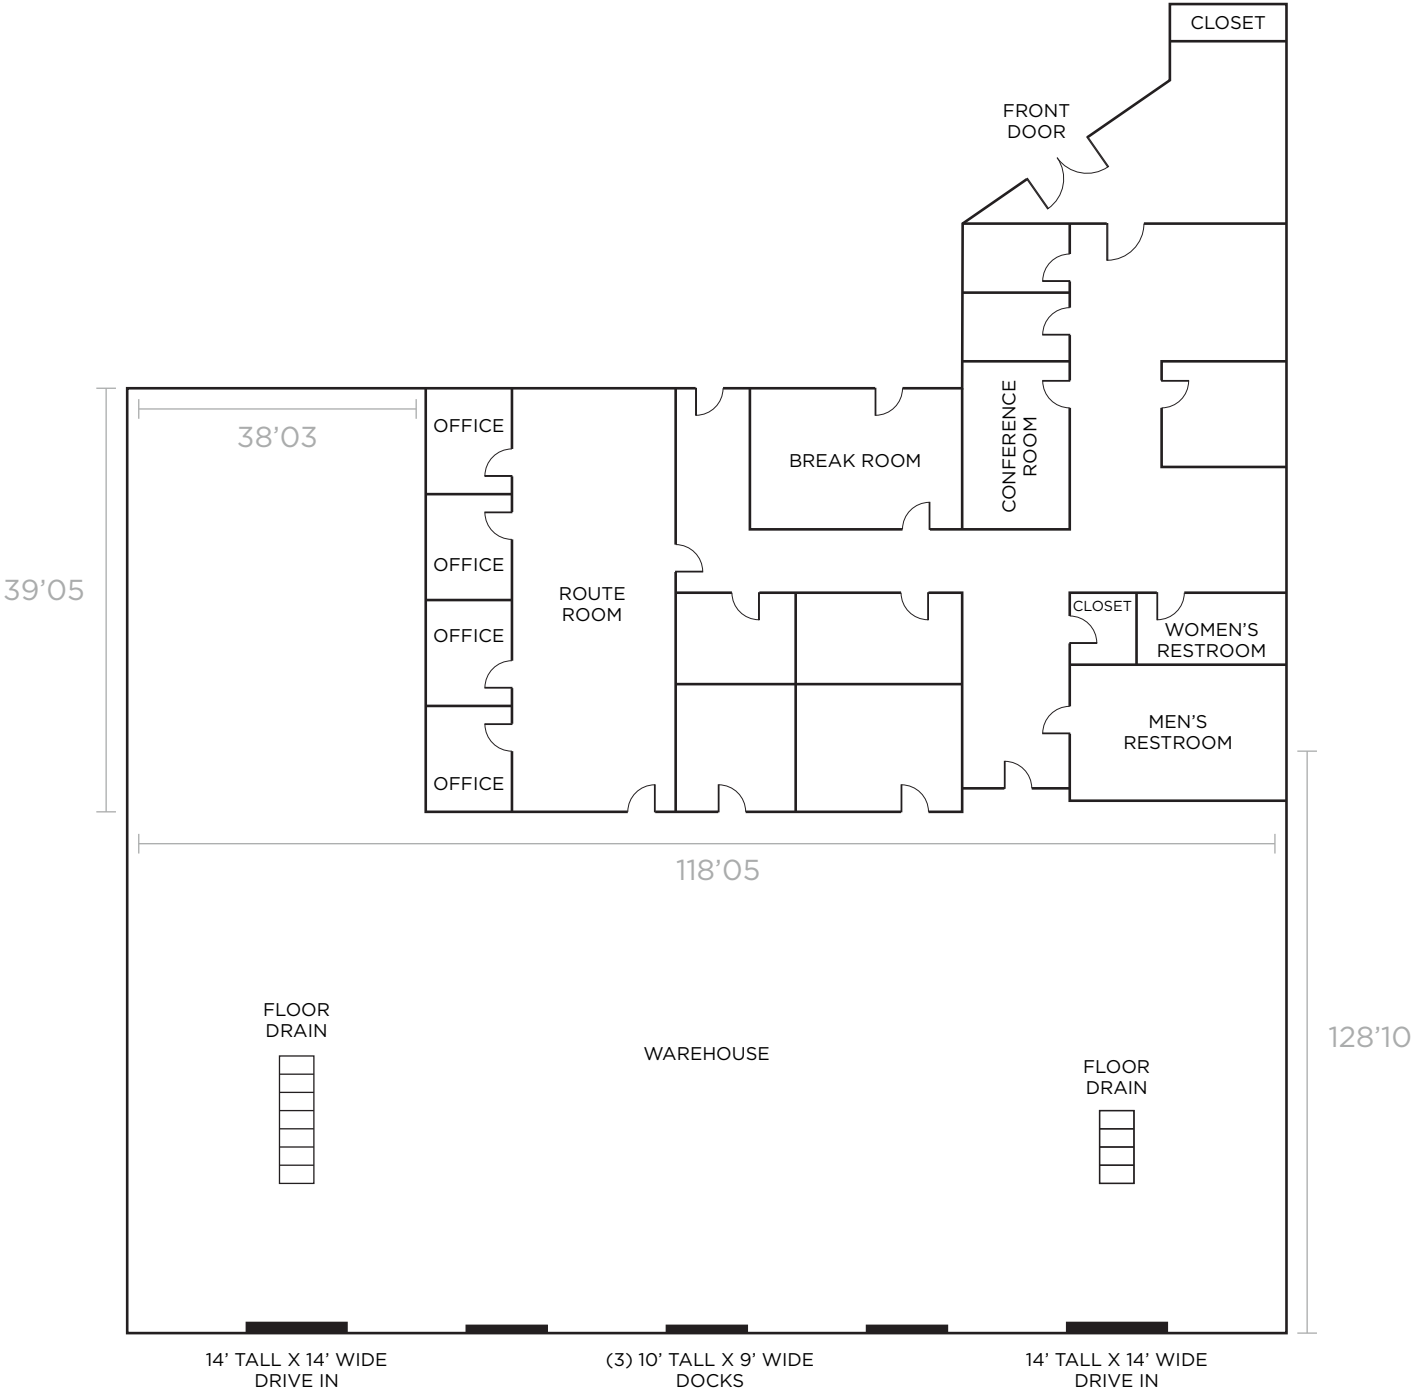 CLOSET
FRONT
DOOR
38’03
OFFICE
BREAK ROOM
CONFERENCE
ROOM
OFFICE
39’05
ROUTE
ROOM
CLOSET
OFFICE
WOMEN’S
RESTROOM
MEN’S
RESTROOM
OFFICE
118’05
FLOOR
DRAIN
WAREHOUSE
128’10
FLOOR
DRAIN
14’ TALL X 14’ WIDE
DRIVE IN
(3) 10’ TALL X 9’ WIDE
DOCKS
14’ TALL X 14’ WIDE
DRIVE IN